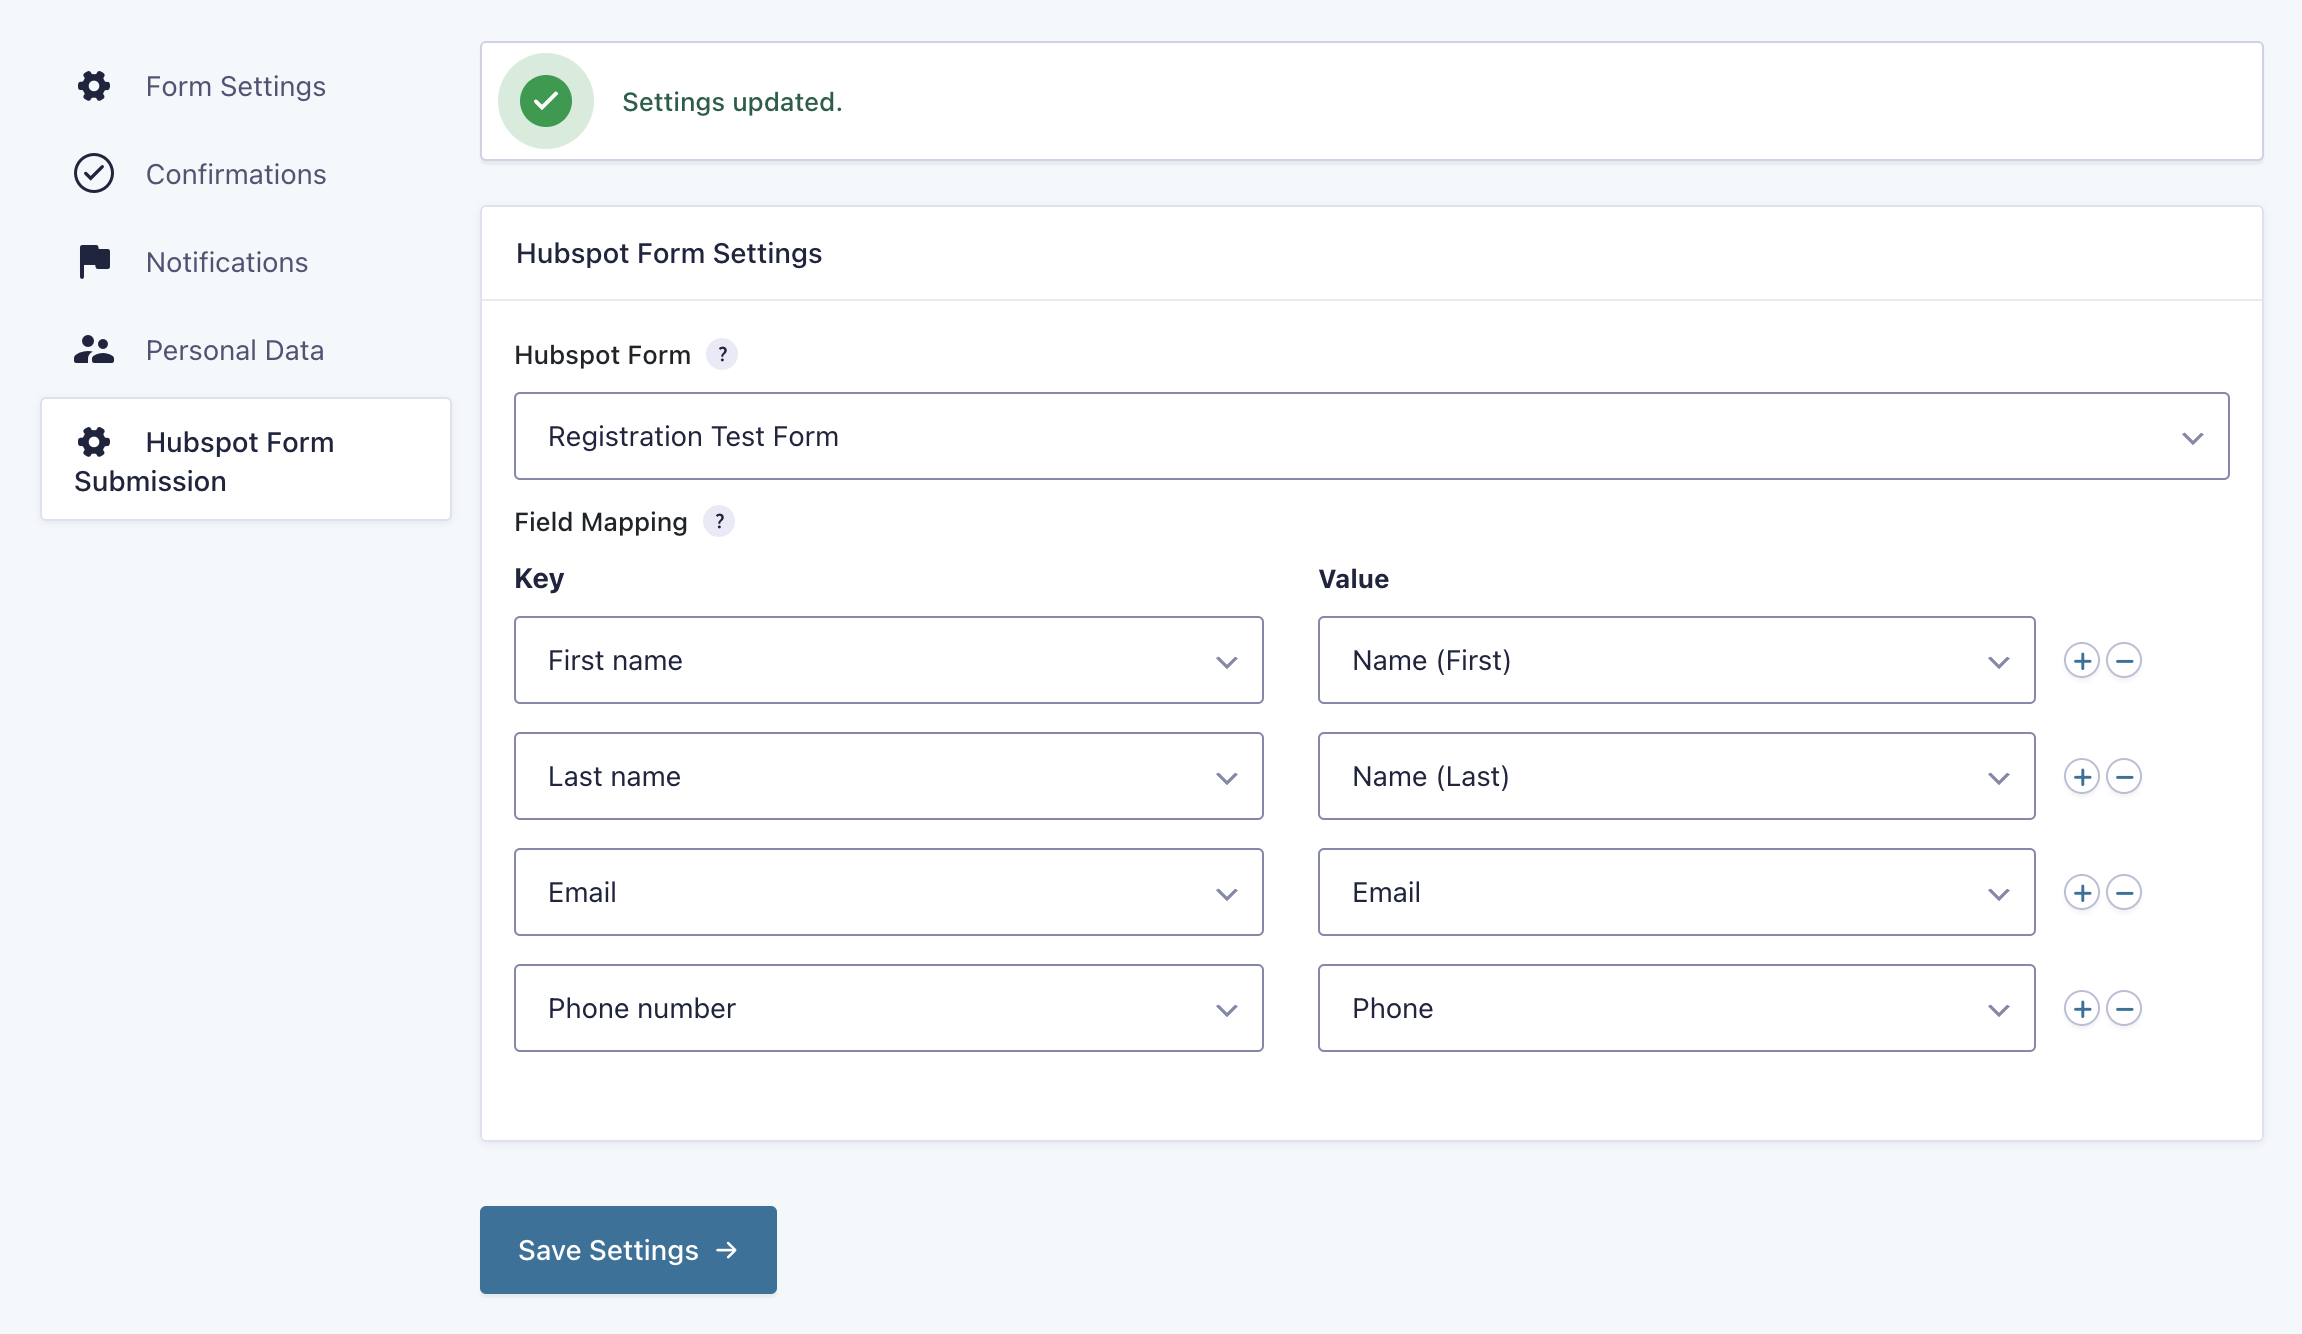 Form Settings
Confirmations
Notifications
Personal Data
Hubspot Form
Submission
Settings updated.
Hubspot Form Settings
Hubspot Form ?
Registration Test Form
Field Mapping ?
Key Value
First name Name (First)
Last name Name (Last)
Email Email
Phone number Phone
Save Settings →